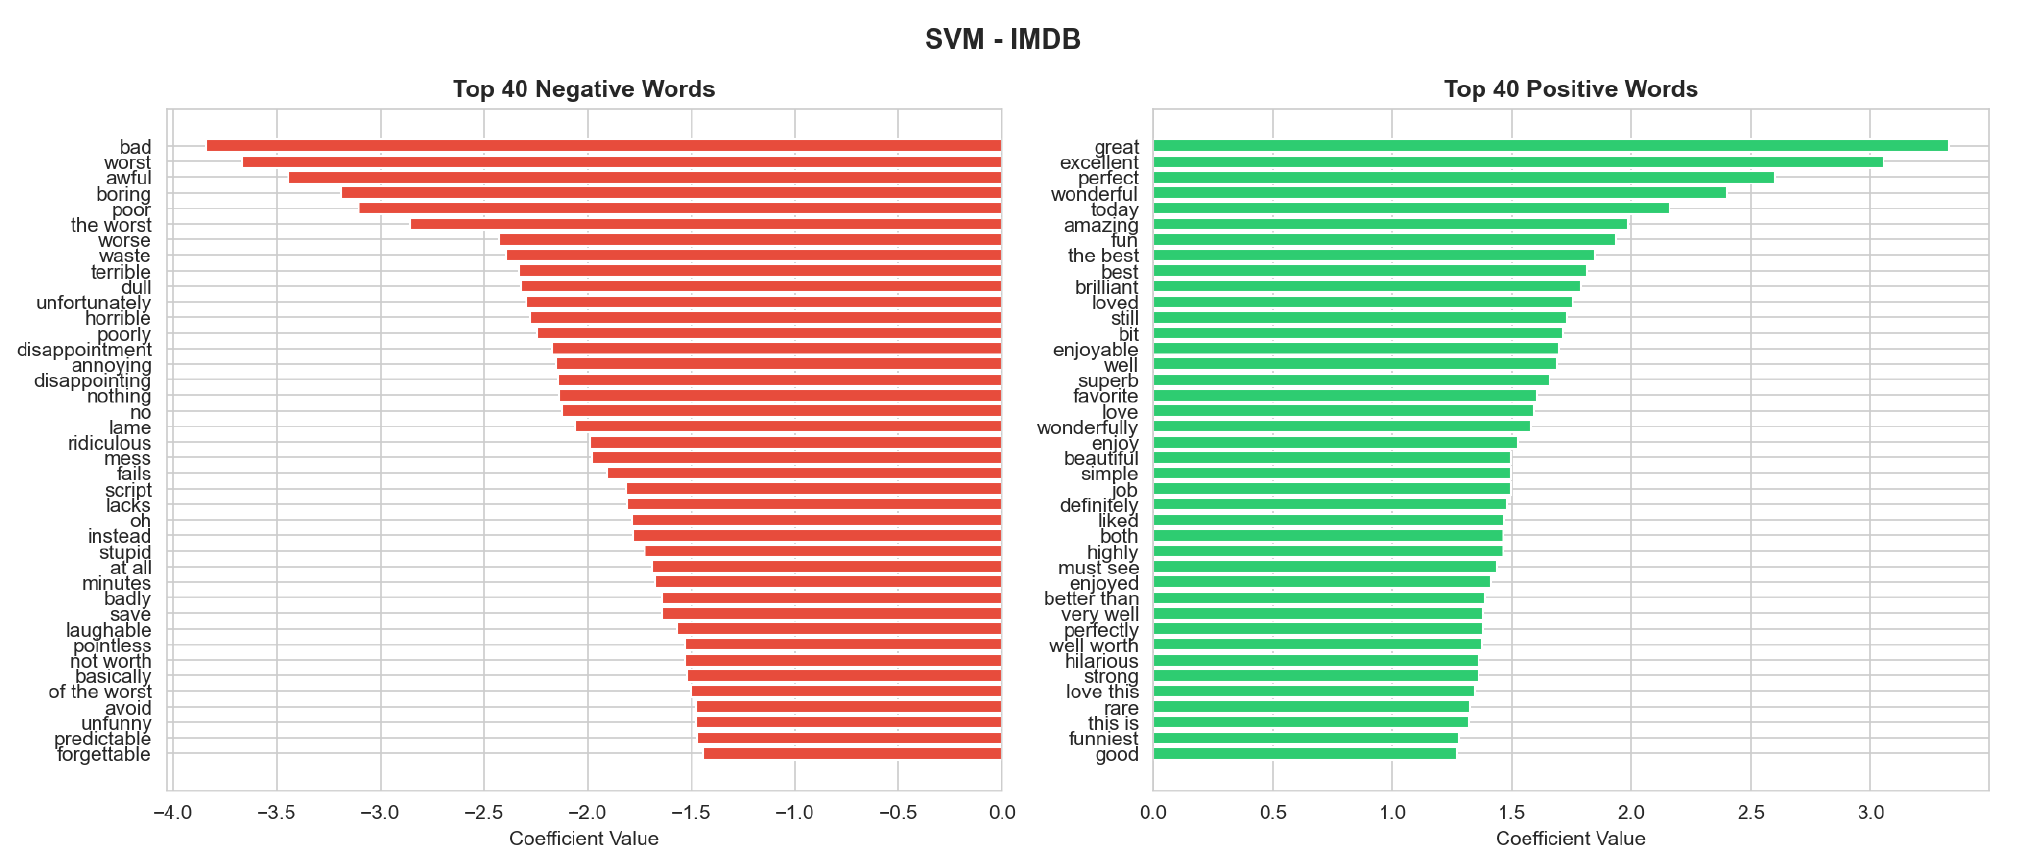 SVM - IMDB
Top 40 Negative Words
bad
worst
awful
boring
poor
the worst
worse
waste
terrible
dull
unfortunately
horrible
poorly
disappointment
annoying
disappointing
nothing
no
lame
ridiculous
mess
fails
script
lacks
oh
instead
stupid
at all
minutes
badly
save
laughable
pointless
not worth
basically
of the worst
avoid
unfunny
predictable
forgettable
−4.0 −3.5 −3.0 −2.5 −2.0 −1.5 −1.0 −0.5 0.0
Coefficient Value
Top 40 Positive Words
great
excellent
perfect
wonderful
today
amazing
fun
the best
best
brilliant
loved
still
bit
enjoyable
well
superb
favorite
love
wonderfully
enjoy
beautiful
simple
job
definitely
liked
both
highly
must see
enjoyed
better than
very well
perfectly
well worth
hilarious
strong
love this
rare
this is
funniest
good
0.0 0.5 1.0 1.5 2.0 2.5 3.0
Coefficient Value